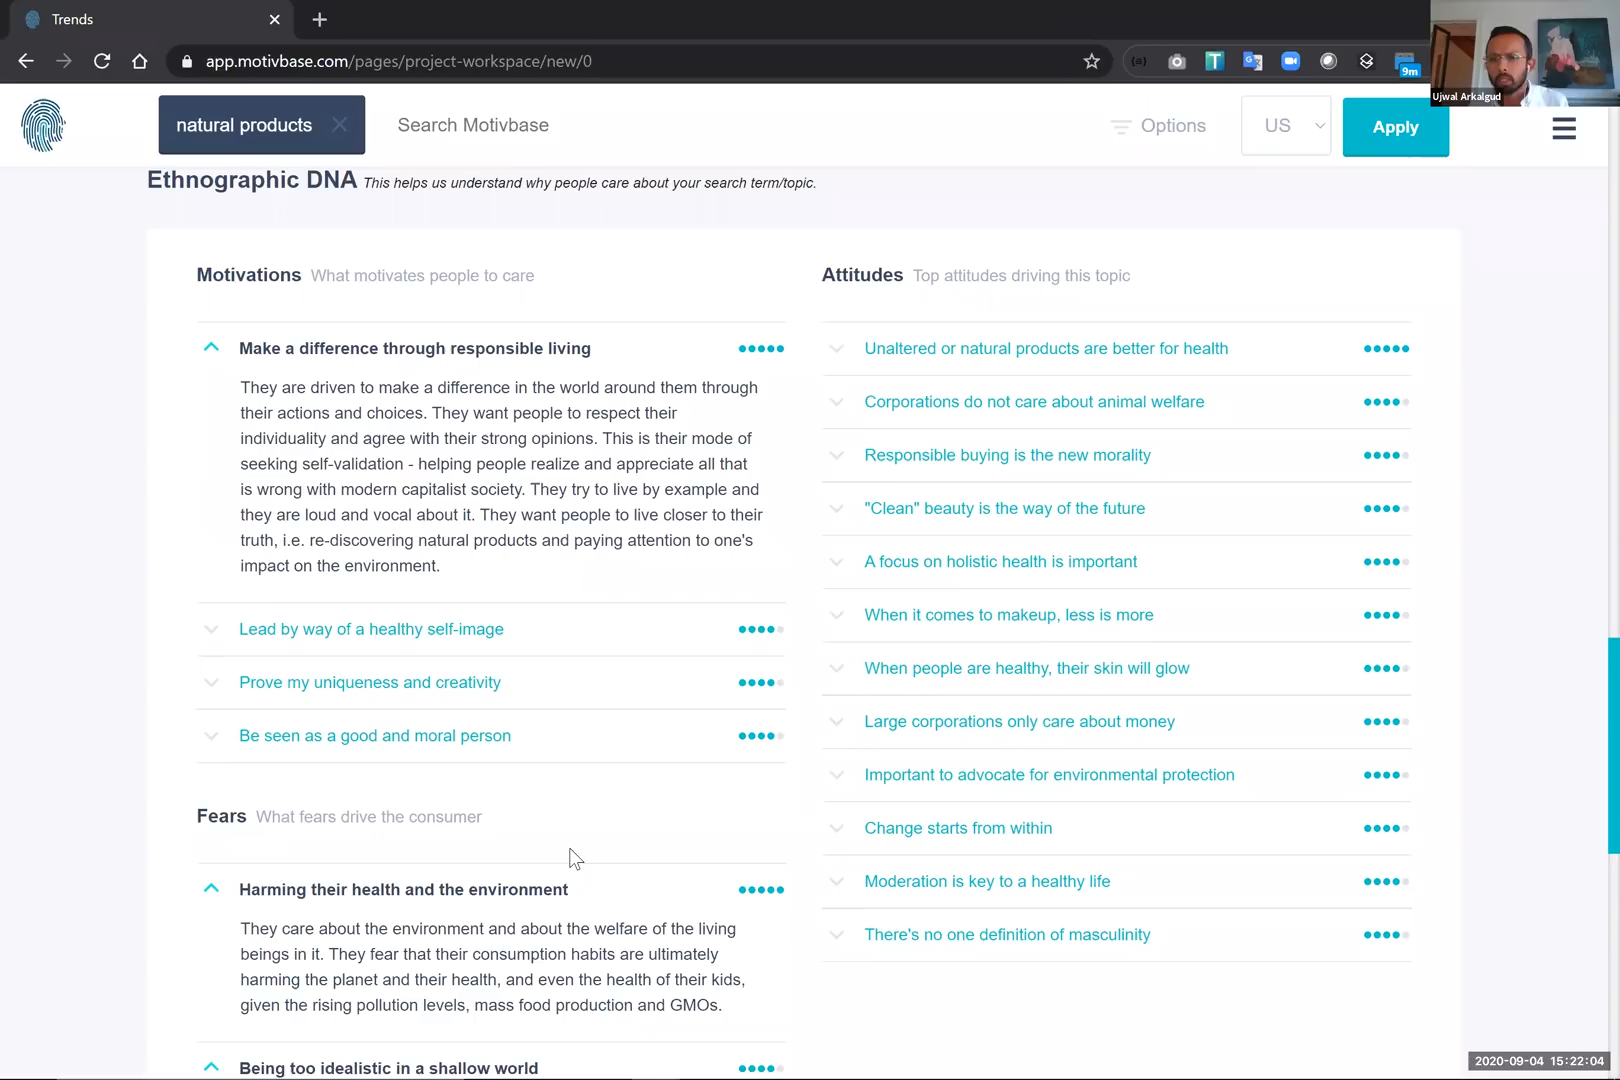 Trends
app.motivbase.com/pages/project-workspace/new/0
9m
Ujwal Arkalgud
natural products
Search Motivbase
Options
US
Apply
Ethnographic DNA This helps us understand why people care about your search term/topic.
Motivations What motivates people to care
Make a difference through responsible living
They are driven to make a difference in the world around them through
their actions and choices. They want people to respect their
individuality and agree with their strong opinions. This is their mode of
seeking self-validation - helping people realize and appreciate all that
is wrong with modern capitalist society. They try to live by example and
they are loud and vocal about it. They want people to live closer to their
truth, i.e. re-discovering natural products and paying attention to one's
impact on the environment.
Lead by way of a healthy self-image
Prove my uniqueness and creativity
Be seen as a good and moral person
Fears What fears drive the consumer
Harming their health and the environment
They care about the environment and about the welfare of the living
beings in it. They fear that their consumption habits are ultimately
harming the planet and their health, and even the health of their kids,
given the rising pollution levels, mass food production and GMOs.
Being too idealistic in a shallow world
Attitudes Top attitudes driving this topic
Unaltered or natural products are better for health
Corporations do not care about animal welfare
Responsible buying is the new morality
"Clean" beauty is the way of the future
A focus on holistic health is important
When it comes to makeup, less is more
When people are healthy, their skin will glow
Large corporations only care about money
Important to advocate for environmental protection
Change starts from within
Moderation is key to a healthy life
There's no one definition of masculinity
2020-09-04 15:22:04